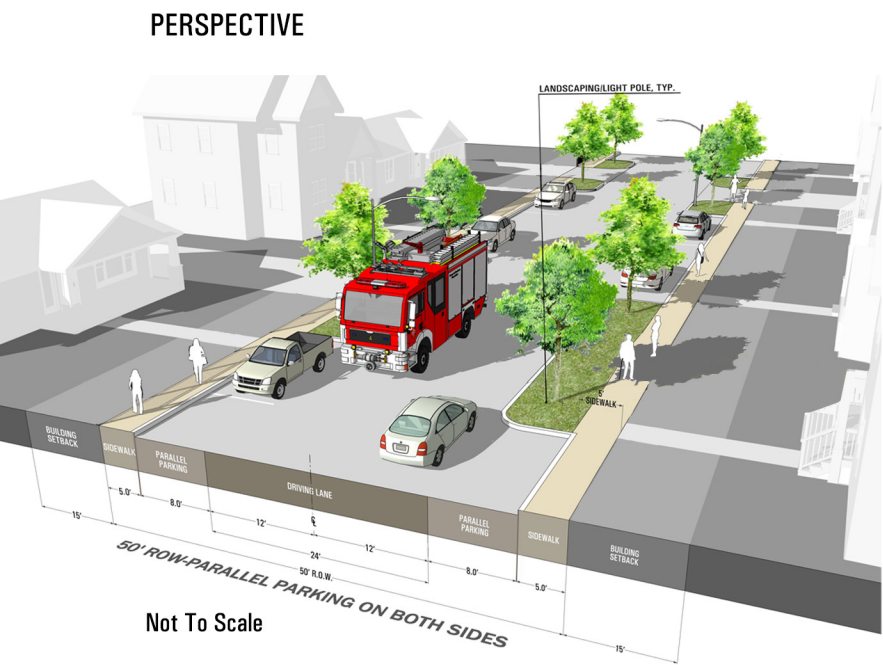 PERSPECTIVE
LANDSCAPING/LIGHT POLE, TYP.
5'
SIDEWALK
BUILDING
SETBACK
SIDEWALK
PARALLEL
PARKING
DRIVING LANE
PARALLEL
PARKING
SIDEWALK
BUILDING
SETBACK
15'
5.0'
8.0'
12'
℄
12'
8.0'
5.0'
15'
24'
50' R.O.W.
50' ROW-PARALLEL PARKING ON BOTH SIDES
Not To Scale